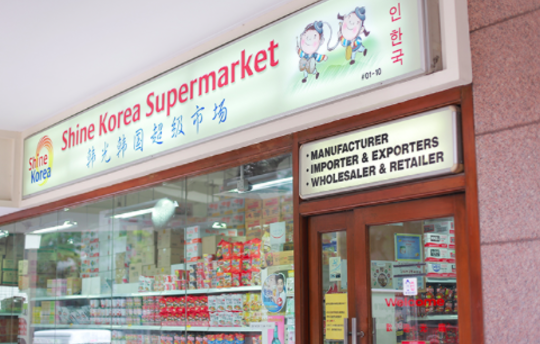 Shine Korea Supermarket
韩光韩国超级市场
Shine
Korea
인 한국
#01-10
• MANUFACTURER
• IMPORTER & EXPORTERS
• WHOLESALER & RETAILER
Welcome